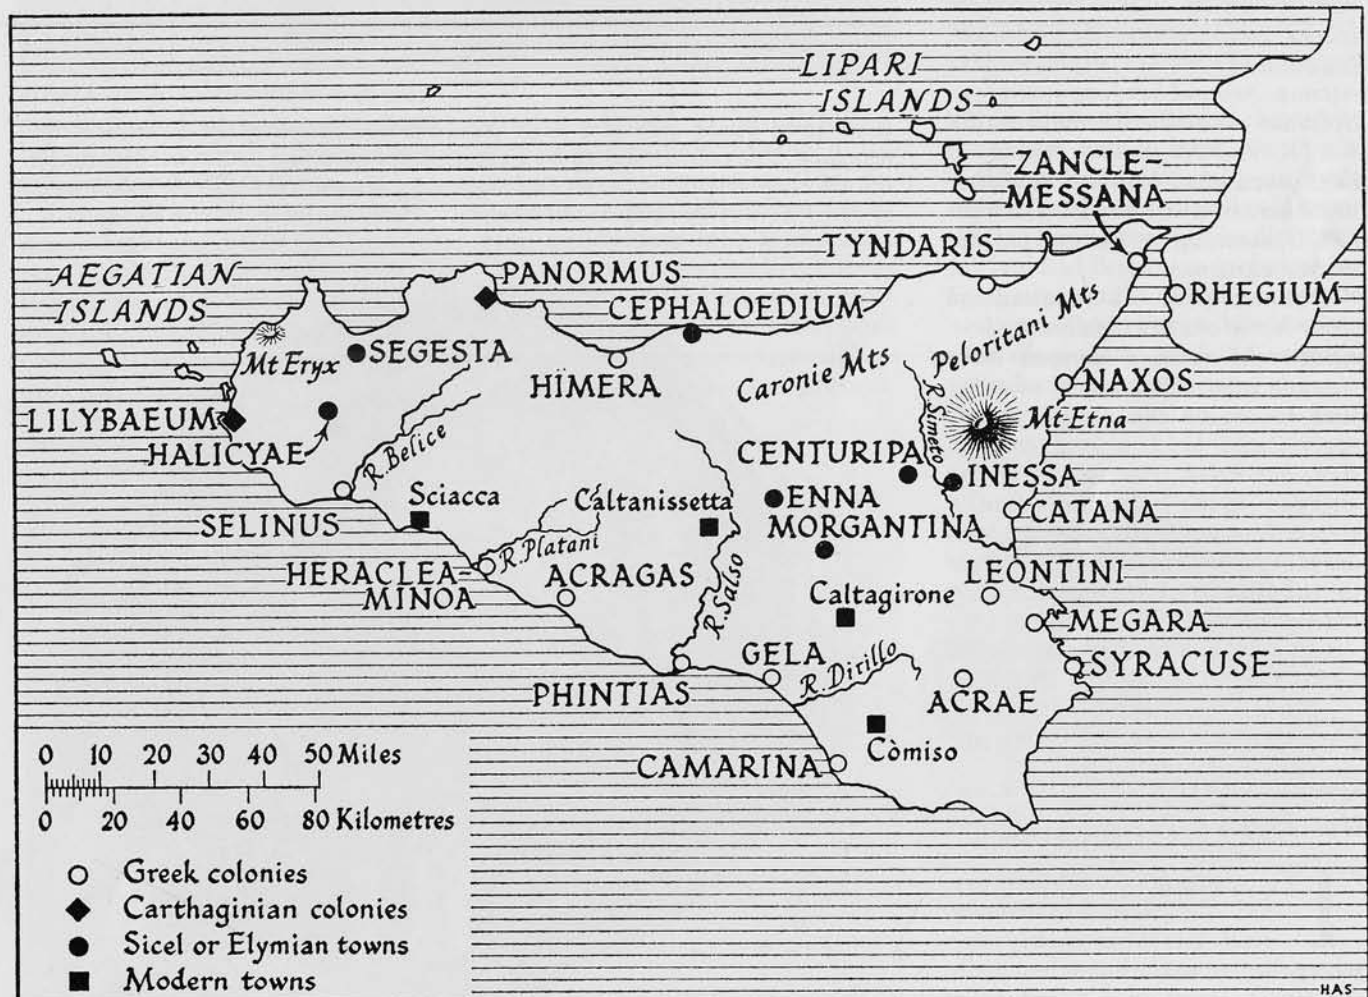 LIPARI
ISLANDS
ZANCLE-
MESSANA
TYNDARIS
AEGATIAN
ISLANDS
PANORMUS
CEPHALOEDIUM
RHEGIUM
Peloritani Mts
Mt Eryx
SEGESTA
HÏMERA
Caronie Mts
NAXOS
R. Simeto
Mt Etna
LILYBAEUM
HALICYAE
R. Belice
CENTURIPA
INESSA
SELINUS
Sciacca
Caltanissetta
ENNA
MORGANTINA
CATANA
R. Platani
HERACLEA-
MINOA
ACRAGAS
R. Salso
LEONTINI
Caltagirone
MEGARA
GELA
R. Dirillo
SYRACUSE
PHINTIAS
ACRAE
Còmiso
CAMARINA
0 10 20 30 40 50 Miles
0 20 40 60 80 Kilometres
Greek colonies
Carthaginian colonies
Sicel or Elymian towns
Modern towns
HAS